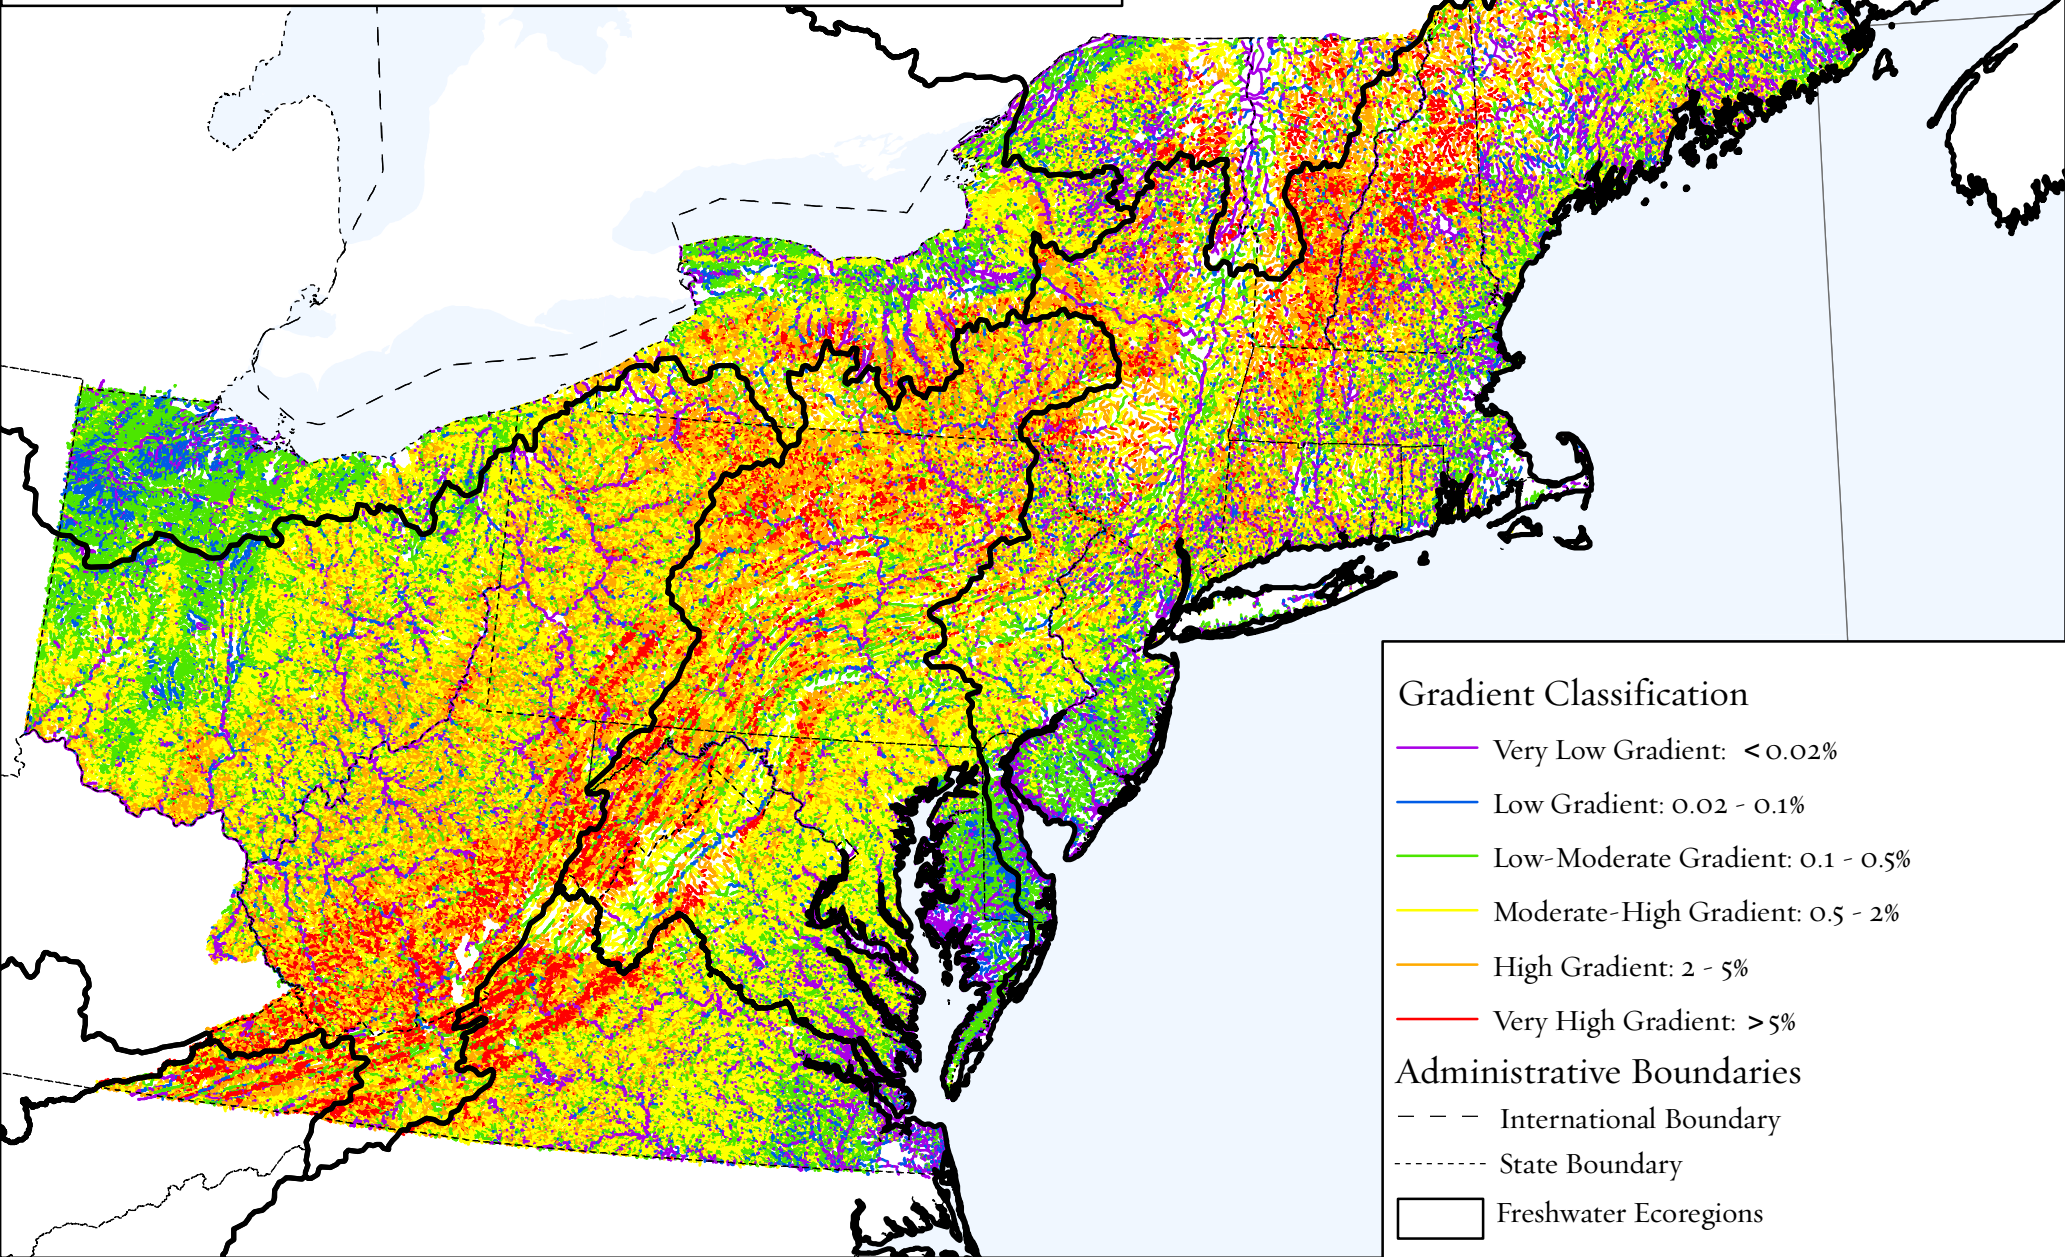 Gradient Classification
Very Low Gradient: < 0.02%
Low Gradient: 0.02 - 0.1%
Low-Moderate Gradient: 0.1 - 0.5%
Moderate-High Gradient: 0.5 - 2%
High Gradient: 2 - 5%
Very High Gradient: > 5%
Administrative Boundaries
International Boundary
State Boundary
Freshwater Ecoregions